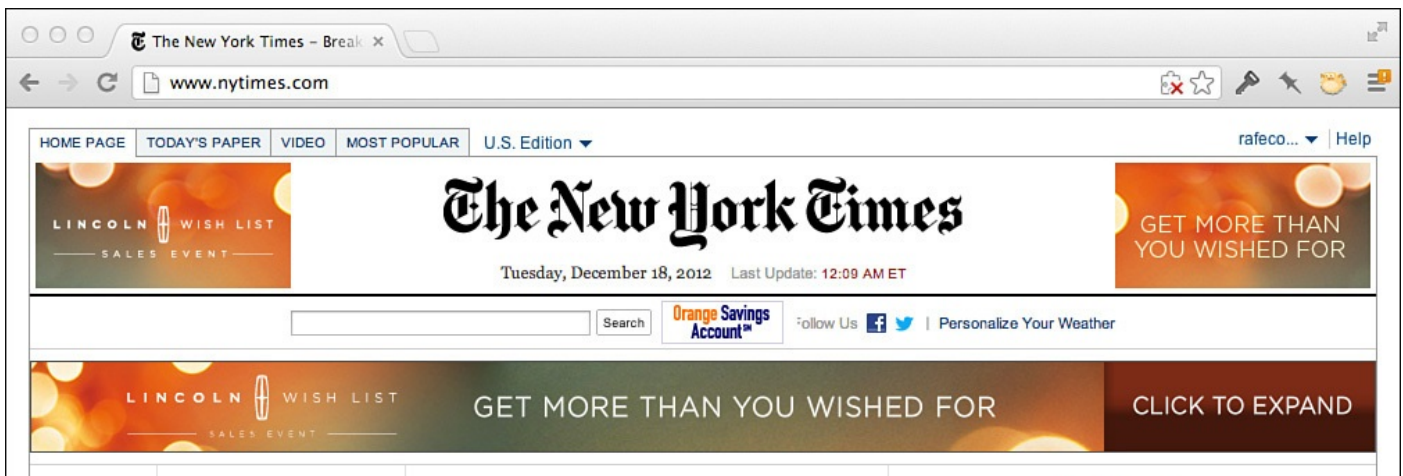 The New York Times – Break
www.nytimes.com
HOME PAGE TODAY'S PAPER VIDEO MOST POPULAR U.S. Edition rafeco... Help
LINCOLN WISH LIST
SALES EVENT
The New York Times
GET MORE THAN
YOU WISHED FOR
Tuesday, December 18, 2012 Last Update: 12:09 AM ET
Search
Orange Savings
Account℠
Follow Us | Personalize Your Weather
LINCOLN WISH LIST
SALES EVENT
GET MORE THAN YOU WISHED FOR
CLICK TO EXPAND